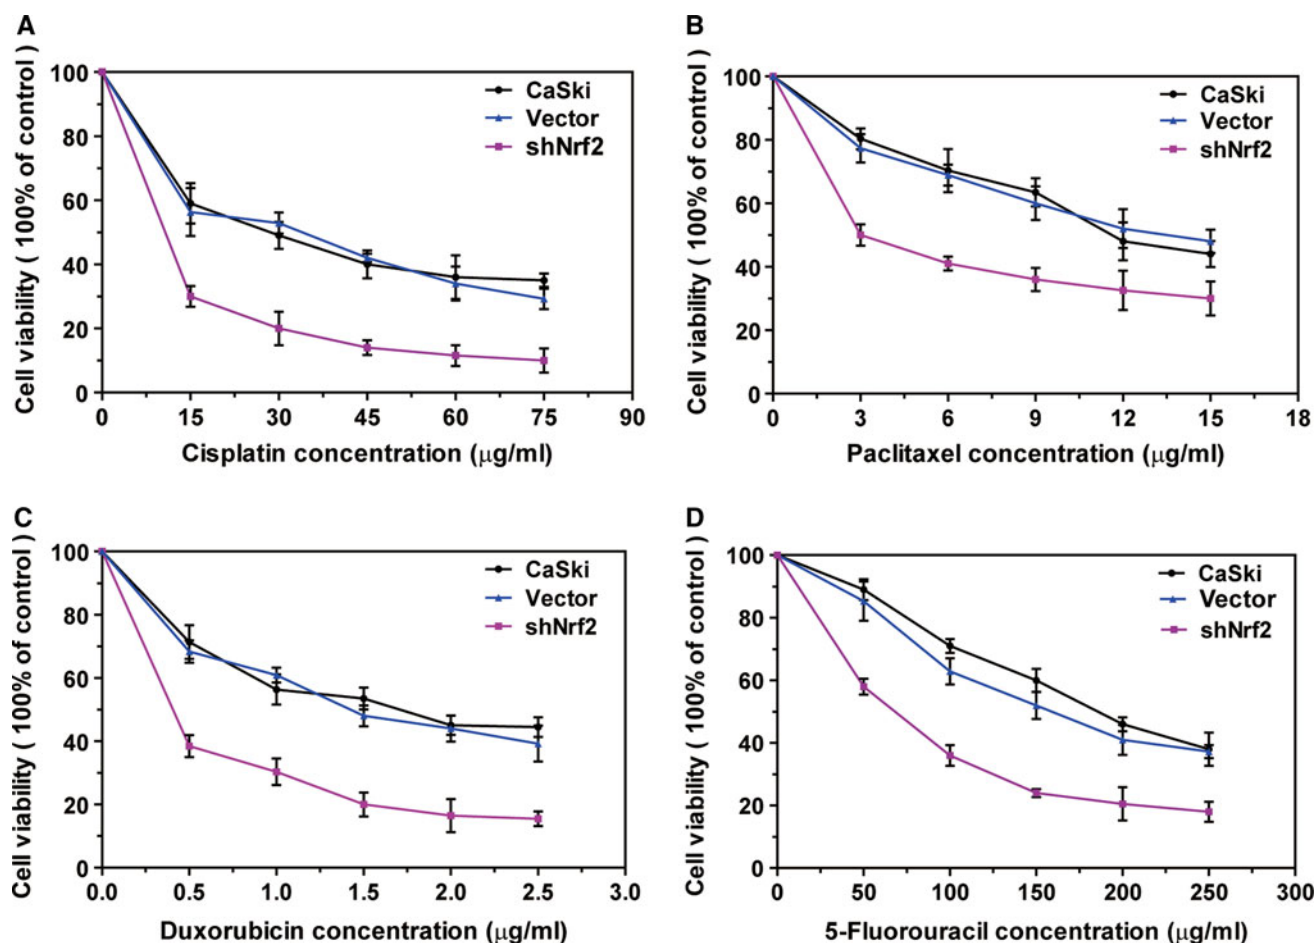 A
Cell viability ( 100% of control )
100
80
60
40
20
0
CaSki
Vector
shNrf2
0 15 30 45 60 75 90
Cisplatin concentration (μg/ml)
B
Cell viability ( 100% of control )
100
80
60
40
20
0
CaSki
Vector
shNrf2
0 3 6 9 12 15 18
Paclitaxel concentration (μg/ml)
C
Cell viability ( 100% of control )
100
80
60
40
20
0
CaSki
Vector
shNrf2
0.0 0.5 1.0 1.5 2.0 2.5 3.0
Duxorubicin concentration (μg/ml)
D
Cell viability ( 100% of control )
100
80
60
40
20
0
CaSki
Vector
shNrf2
0 50 100 150 200 250 300
5-Fluorouracil concentration (μg/ml)